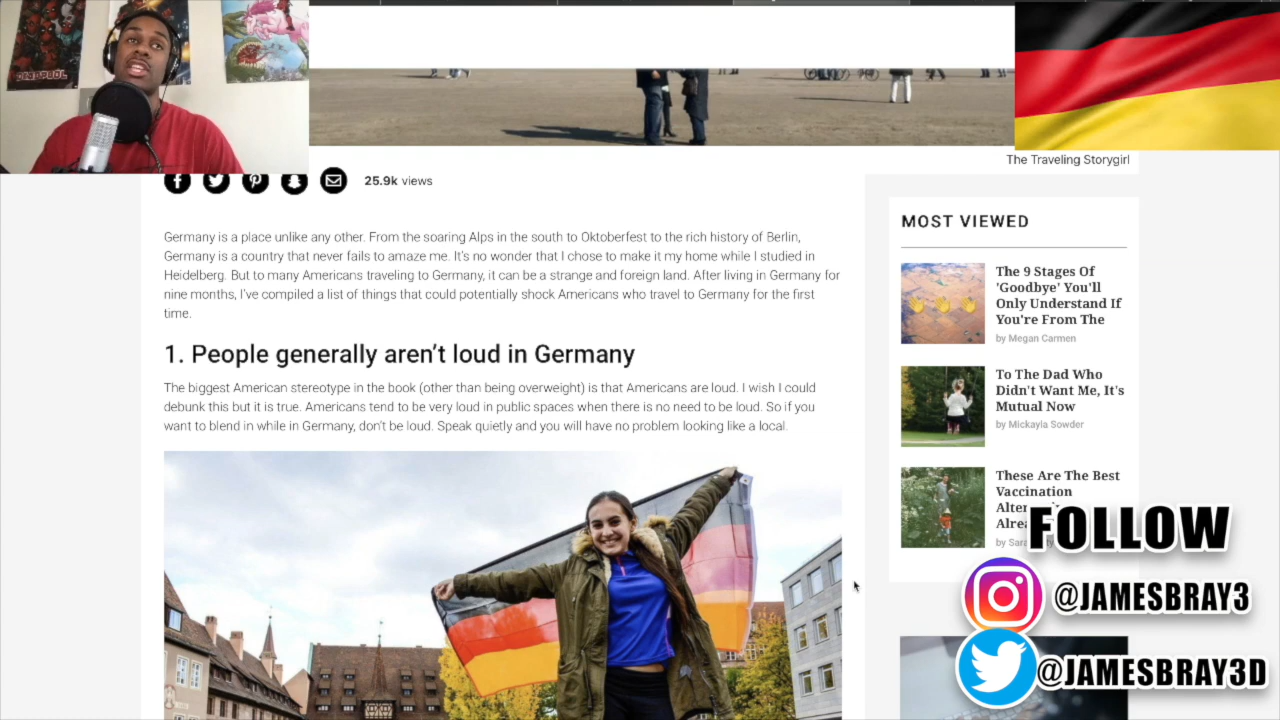 DEADPOOL
The Traveling Storygirl
25.9k views
Germany is a place unlike any other. From the soaring Alps in the south to Oktoberfest to the rich history of Berlin,
Germany is a country that never fails to amaze me. It's no wonder that I chose to make it my home while I studied in
Heidelberg. But to many Americans traveling to Germany, it can be a strange and foreign land. After living in Germany for
nine months, I've compiled a list of things that could potentially shock Americans who travel to Germany for the first
time.
1. People generally aren't loud in Germany
The biggest American stereotype in the book (other than being overweight) is that Americans are loud. I wish I could
debunk this but it is true. Americans tend to be very loud in public spaces when there is no need to be loud. So if you
want to blend in while in Germany, don't be loud. Speak quietly and you will have no problem looking like a local.
MOST VIEWED
The 9 Stages Of
'Goodbye' You'll
Only Understand If
You're From The
by Megan Carmen
To The Dad Who
Didn't Want Me, It's
Mutual Now
by Mickayla Sowder
These Are The Best
Vaccination
by
FOLLOW
@JAMESBRAY3
@JAMESBRAY3D